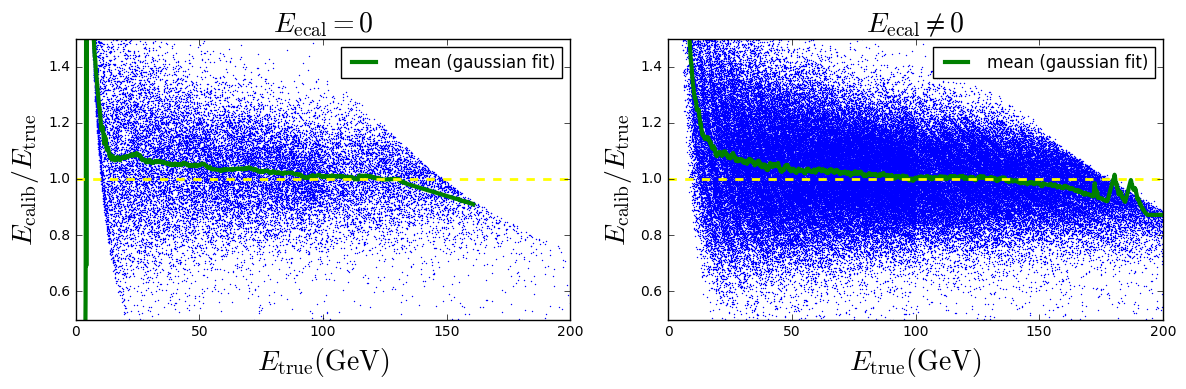 E_ecal = 0
mean (gaussian fit)
E_calib/E_true
1.4
1.2
1.0
0.8
0.6
0 50 100 150 200
E_true(GeV)
E_ecal ≠ 0
mean (gaussian fit)
E_calib/E_true
1.4
1.2
1.0
0.8
0.6
0 50 100 150 200
E_true(GeV)